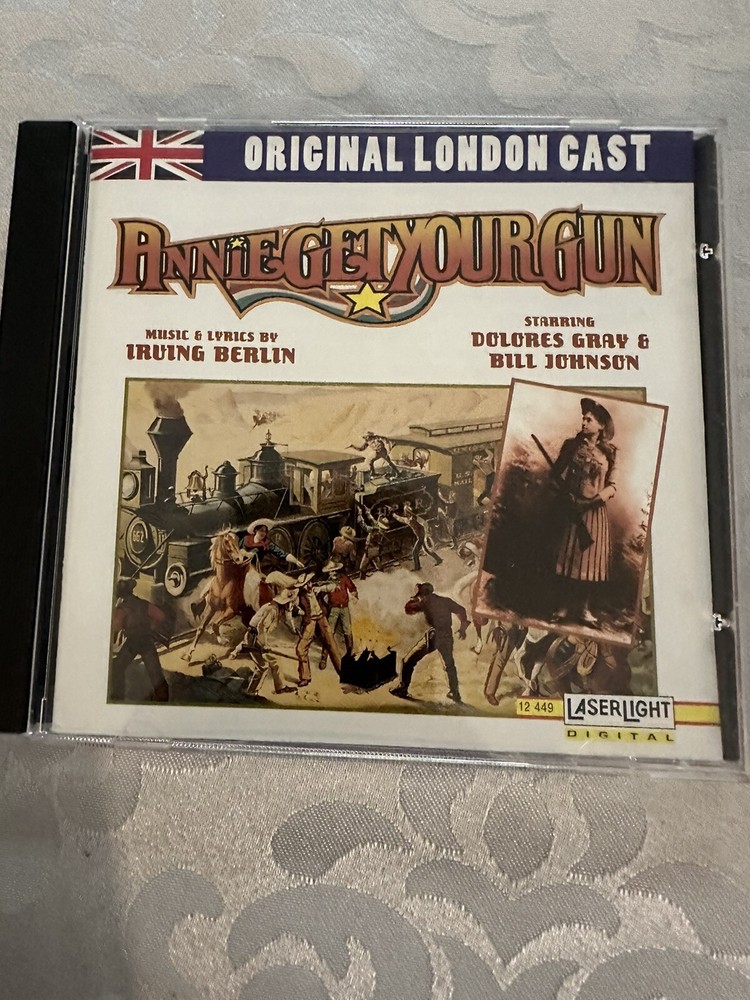 ORIGINAL LONDON CAST
ANNIE GET YOUR GUN
MUSIC & LYRICS BY
IRVING BERLIN
STARRING
DOLORES GRAY &
BILL JOHNSON
662
U.S.
MAIL
12 449
LASERLIGHT
DIGITAL